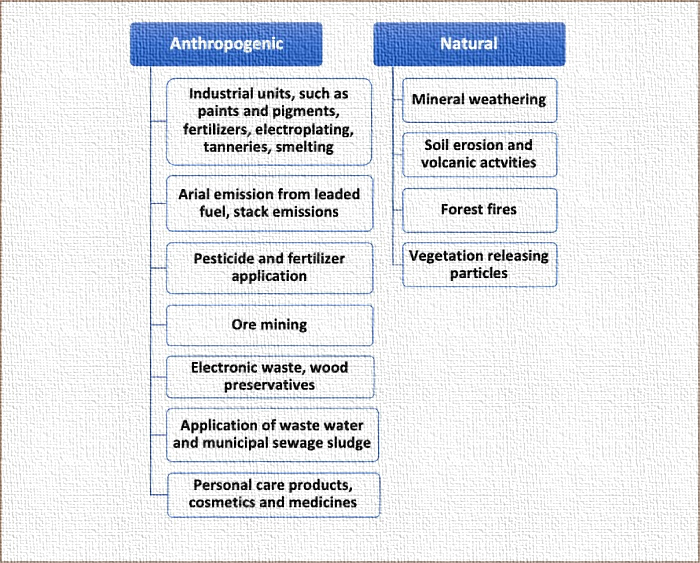 Anthropogenic
Industrial units, such as
paints and pigments,
fertilizers, electroplating,
tanneries, smelting
Arial emission from leaded
fuel, stack emissions
Pesticide and fertilizer
application
Ore mining
Electronic waste, wood
preservatives
Application of waste water
and municipal sewage sludge
Personal care products,
cosmetics and medicines
Natural
Mineral weathering
Soil erosion and
volcanic actvities
Forest fires
Vegetation releasing
particles